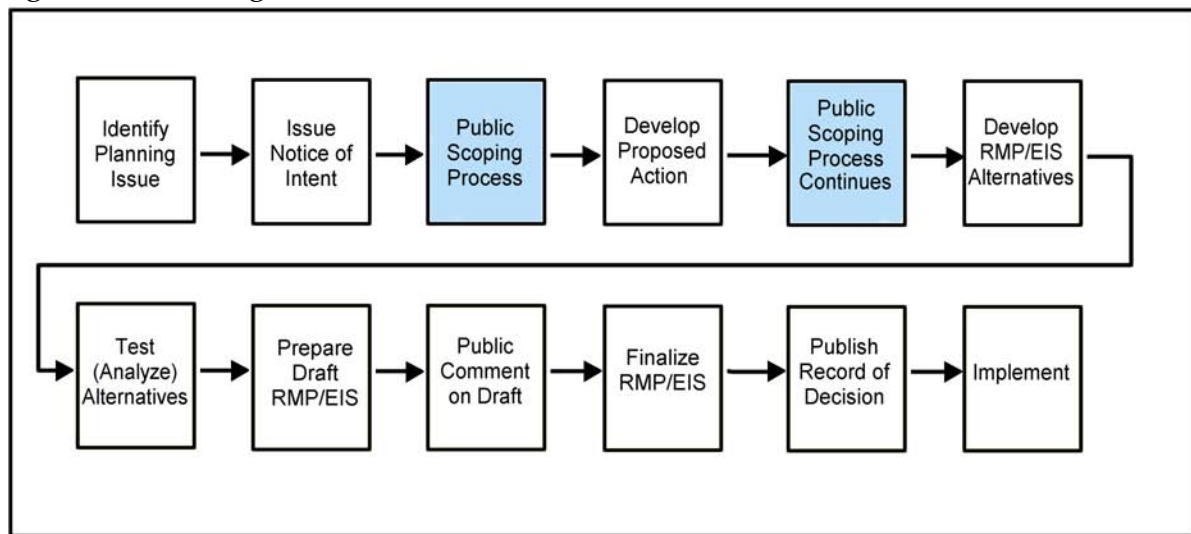 Identify
Planning
Issue
Issue
Notice of
Intent
Public
Scoping
Process
Develop
Proposed
Action
Public
Scoping
Process
Continues
Develop
RMP/EIS
Alternatives
Test
(Analyze)
Alternatives
Prepare
Draft
RMP/EIS
Public
Comment
on Draft
Finalize
RMP/EIS
Publish
Record of
Decision
Implement